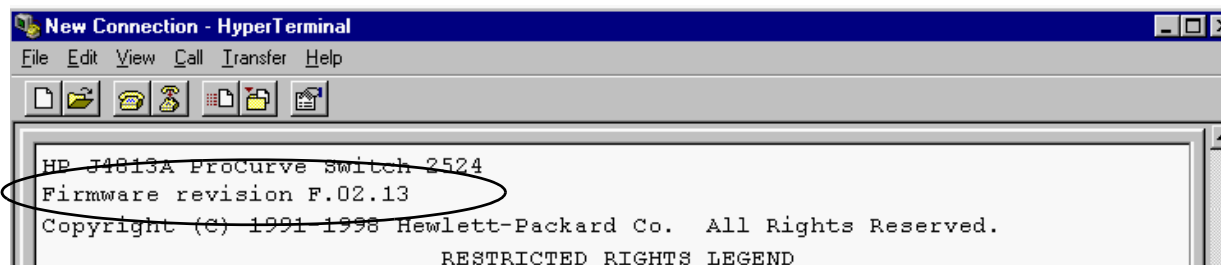 New Connection - HyperTerminal
File Edit View Call Transfer Help
HP J4813A ProCurve Switch 2524
Firmware revision F.02.13
Copyright (C) 1991-1998 Hewlett-Packard Co. All Rights Reserved.
RESTRICTED RIGHTS LEGEND